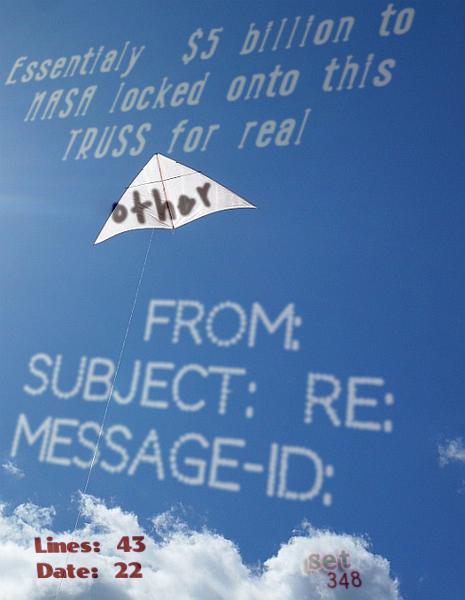 Essentialy $5 billion to
NASA locked onto this
TRUSS for real
other
FROM:
SUBJECT: RE:
MESSAGE-ID:
Lines: 43
Date: 22
set
348